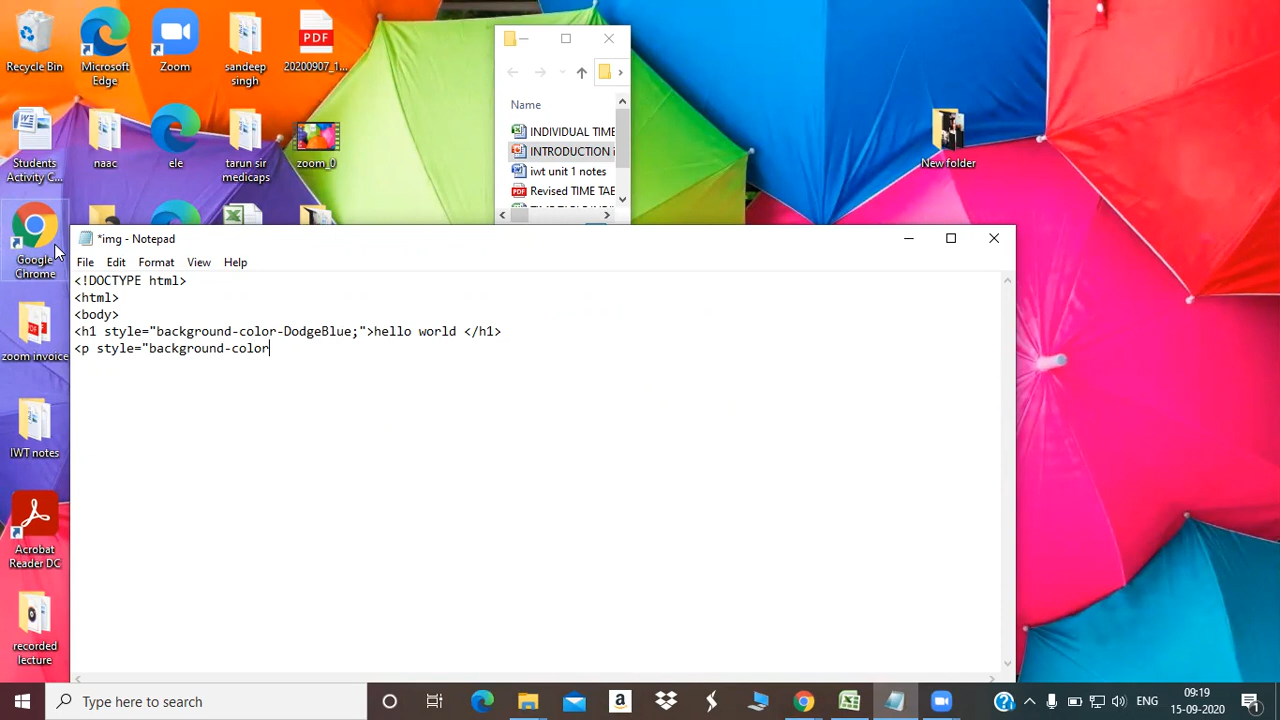 Recycle Bin
Microsoft Edge
Zoom
sandeep singh
PDF
20200907_1...
Students Activity C...
naac
ele
tarun sir medicaps
zoom_0
New folder
Name
INDIVIDUAL TIME
INTRODUCTION i
iwt unit 1 notes
PDF
Revised TIME TAB
Google Chrome
zoom invoice
IWT notes
Acrobat Reader DC
recorded lecture
*img - Notepad
File Edit Format View Help
<!DOCTYPE html>
<html>
<body>
<h1 style="background-color-DodgeBlue;">hello world </h1>
<p style="background-color
Type here to search
ENG
09:19
15-09-2020